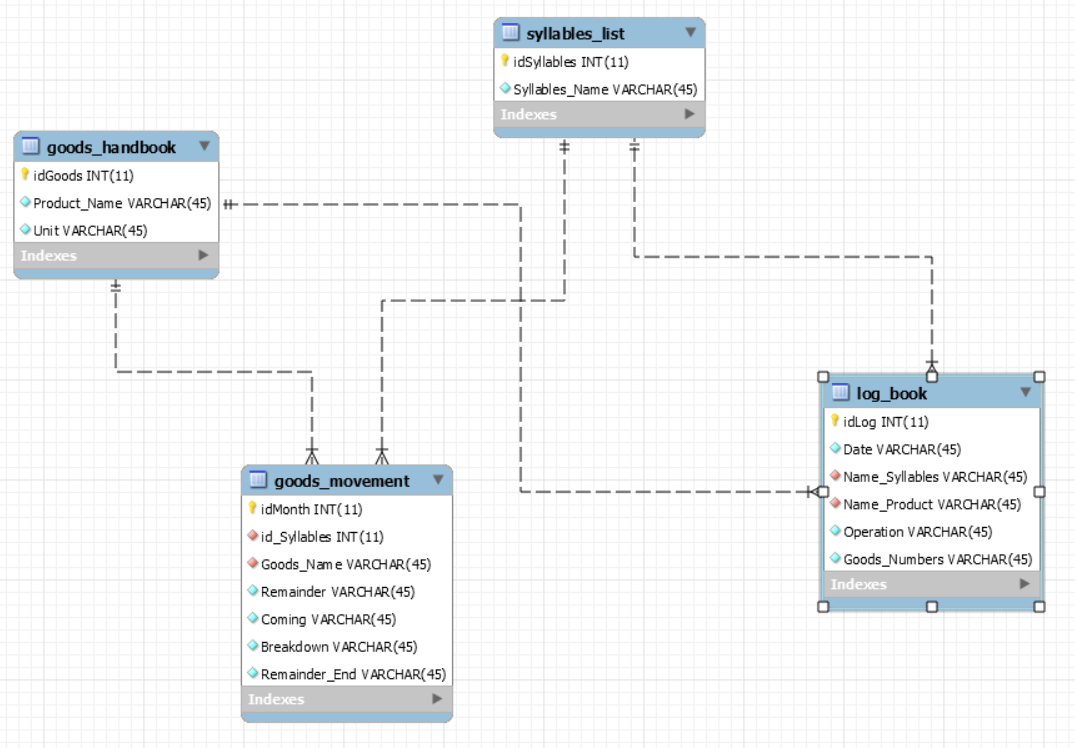 syllables_list
idSyllables INT(11)
Syllables_Name VARCHAR(45)
Indexes
goods_handbook
idGoods INT(11)
Product_Name VARCHAR(45)
Unit VARCHAR(45)
Indexes
log_book
idLog INT(11)
Date VARCHAR(45)
Name_Syllables VARCHAR(45)
Name_Product VARCHAR(45)
Operation VARCHAR(45)
Goods_Numbers VARCHAR(45)
Indexes
goods_movement
idMonth INT(11)
id_Syllables INT(11)
Goods_Name VARCHAR(45)
Remainder VARCHAR(45)
Coming VARCHAR(45)
Breakdown VARCHAR(45)
Remainder_End VARCHAR(45)
Indexes